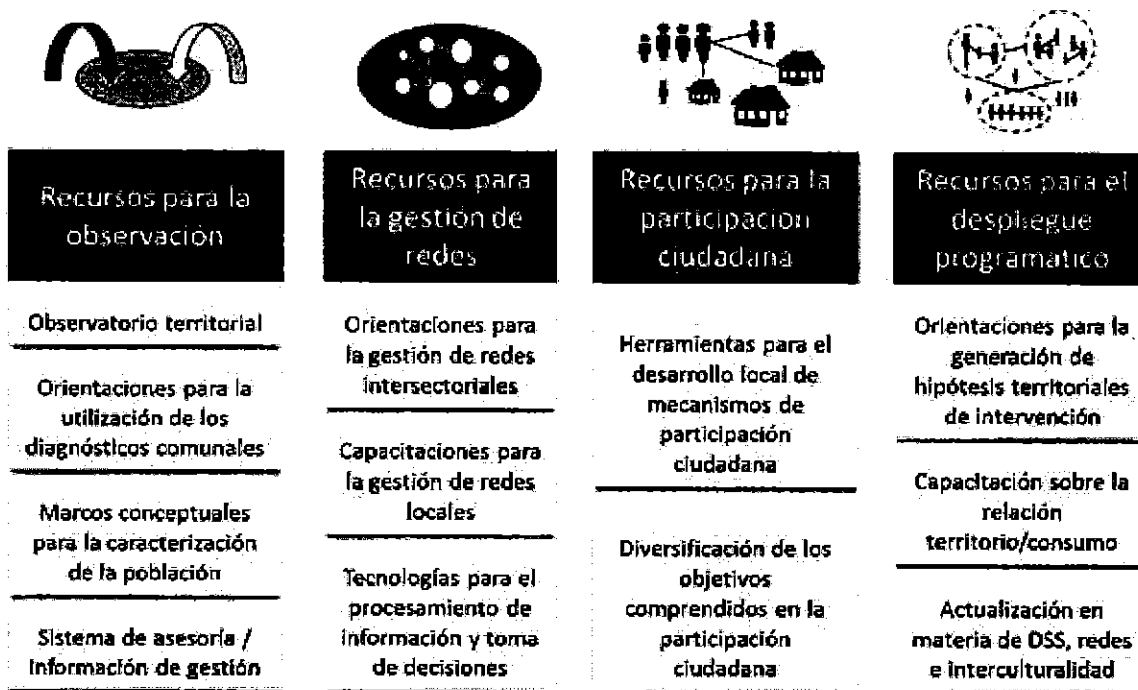 Recursos para la
observación
Observatorio territorial
Orientaciones para la
utilización de los
diagnósticos comunales
Marcos conceptuales
para la caracterización
de la población
Sistema de asesoría /
información de gestión
Recursos para
la gestión de
redes
Orientaciones para
la gestión de redes
intersectoriales
Capacitaciones para
la gestión de redes
locales
Tecnologías para el
procesamiento de
información y toma
de decisiones
Recursos para la
participacion
ciudadana
Herramientas para el
desarrollo local de
mecanismos de
participación
ciudadana
Diversificación de los
objetivos
comprendidos en la
participación
ciudadana
Recursos para el
despliegue
programatico
Orientaciones para la
generación de
hipótesis territoriales
de intervención
Capacitación sobre la
relación
territorio/consumo
Actualización en
materia de DSS, redes
e interculturalidad